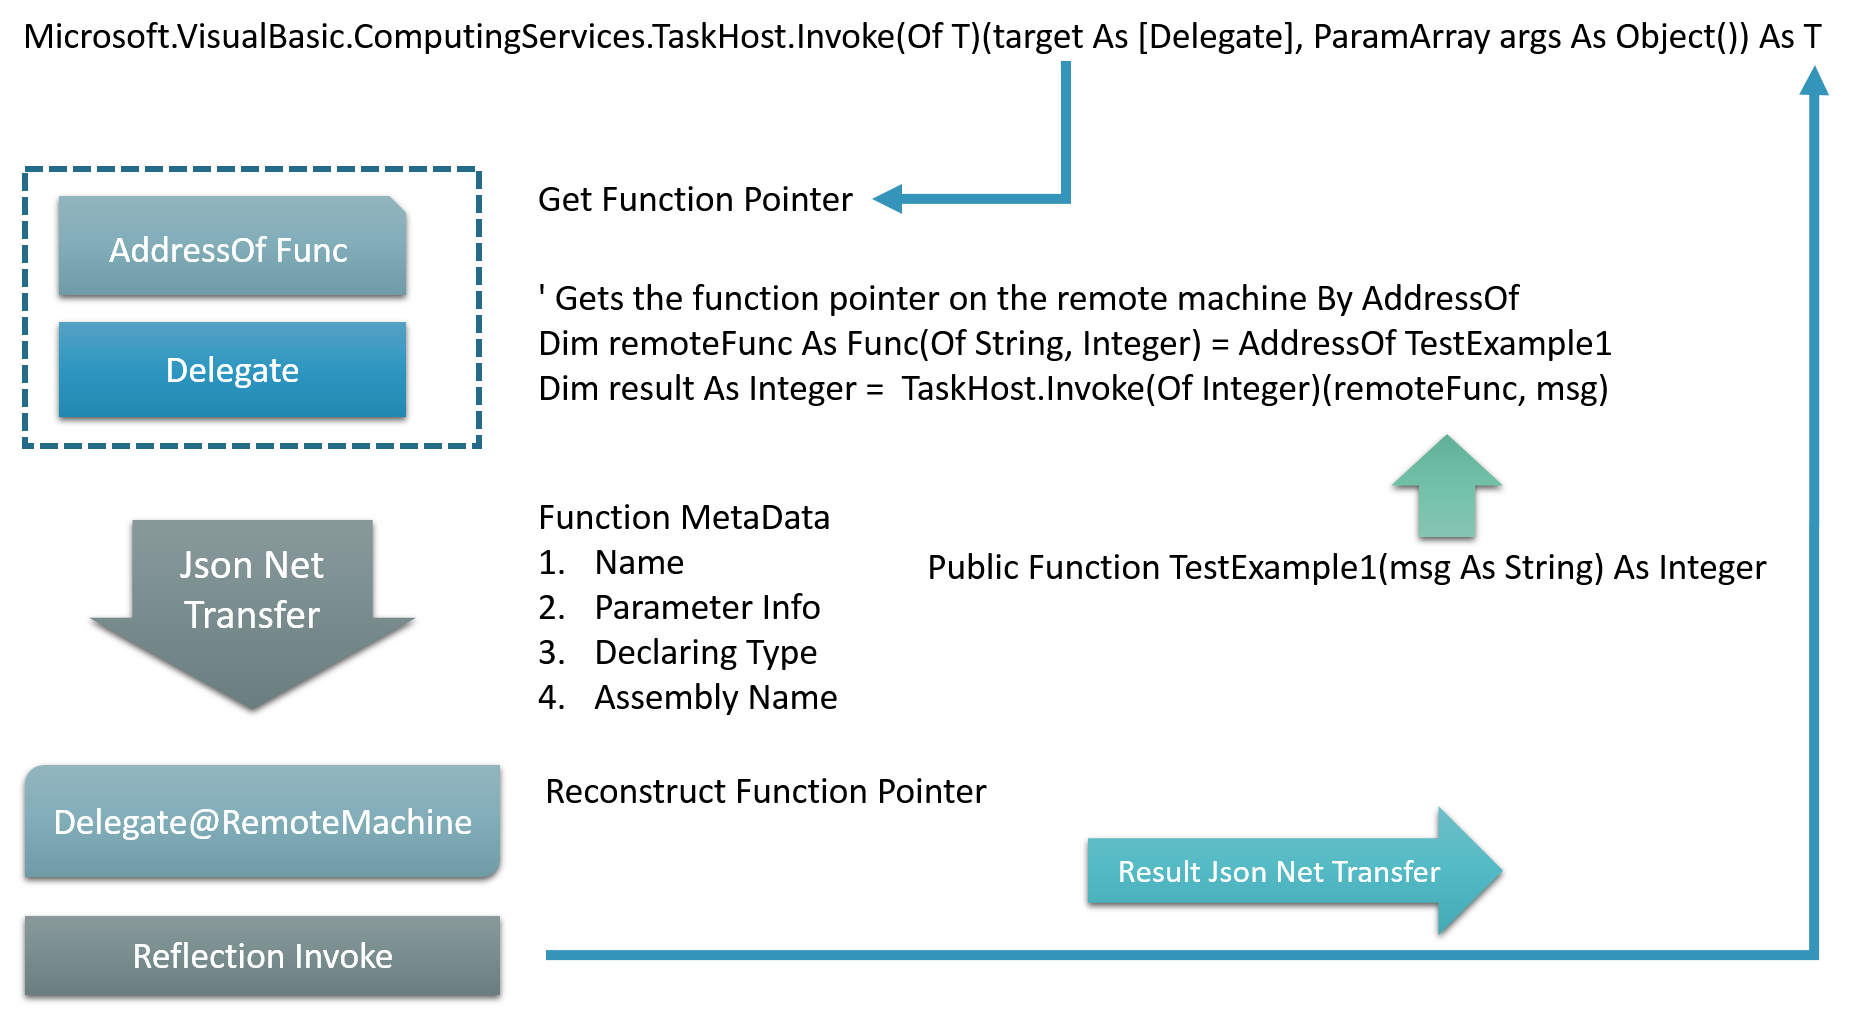 Microsoft.VisualBasic.ComputingServices.TaskHost.Invoke(Of T)(target As [Delegate], ParamArray args As Object()) As T
AddressOf Func
Delegate
Get Function Pointer
' Gets the function pointer on the remote machine By AddressOf
Dim remoteFunc As Func(Of String, Integer) = AddressOf TestExample1
Dim result As Integer =  TaskHost.Invoke(Of Integer)(remoteFunc, msg)
Json Net
Transfer
Function MetaData
1. Name
2. Parameter Info
3. Declaring Type
4. Assembly Name
Public Function TestExample1(msg As String) As Integer
Delegate@RemoteMachine
Reconstruct Function Pointer
Result Json Net Transfer
Reflection Invoke